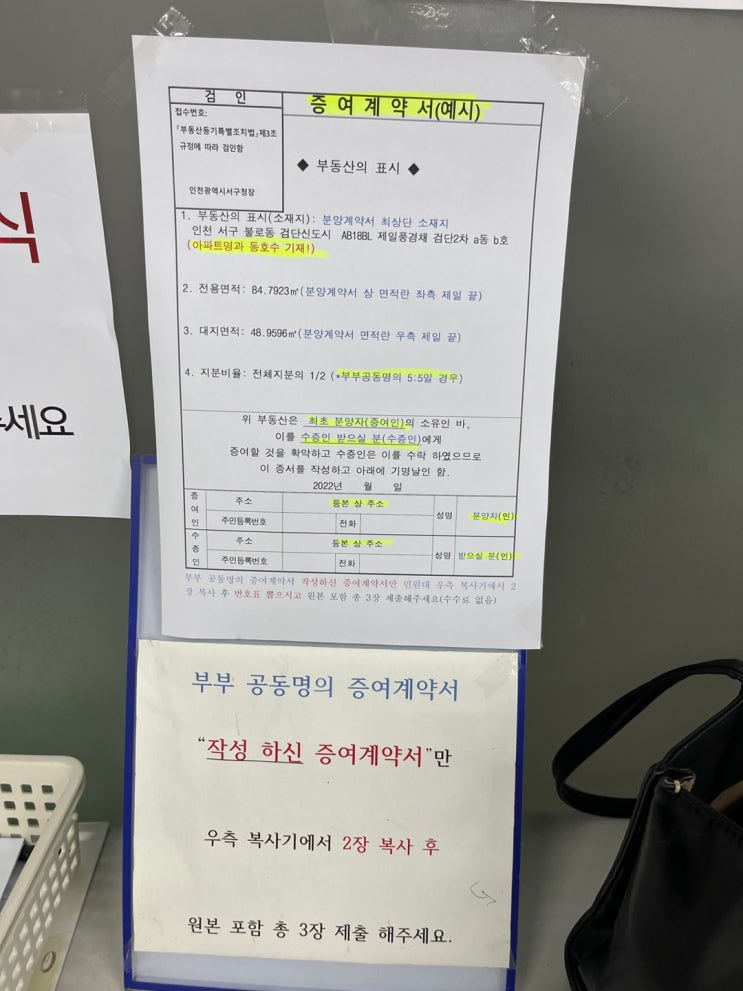 식
주세요
검 인
증여계약서(예시)
접수번호:
『부동산등기특별조치법』제3조
규정에 따라 검인함
인천광역시서구청장
◆ 부동산의 표시 ◆
1. 부동산의 표시(소재지): 분양계약서 최상단 소재지
인천 서구 불로동 검단신도시 AB18BL 제일풍경채 검단2차 a동 b호
(아파트명과 동호수 기재!)
2. 전용면적: 84.7923㎡(분양계약서 상 면적란 좌측 제일 끝)
3. 대지면적: 48.9596㎡(분양계약서 면적란 우측 제일 끝)
4. 지분비율: 전체지분의 1/2 (*부부공동명의 5:5일 경우)
위 부동산은 최초 분양자(증여인)의 소유인 바,
이를 수증인 받으실 분(수증인)에게
증여할 것을 확약하고 수증인은 이를 수락 하였으므로
이 증서를 작성하고 아래에 기명날인 함.
2022년 월 일
증여인 주소 등본 상 주소 성명 분양자(인)
주민등록번호 전화
수증인 주소 등본 상 주소 성명 받으실 분(인)
주민등록번호 전화
부부 공동명의 증여계약서 작성하신 증여계약서만 민원대 우측 복사기에서 2
장 복사 후 번호표 뽑으시고 원본 포함 총 3장 제출해주세요(수수료 없음)
부부 공동명의 증여계약서
“작성 하신 증여계약서”만
우측 복사기에서 2장 복사 후
원본 포함 총 3장 제출 해주세요.